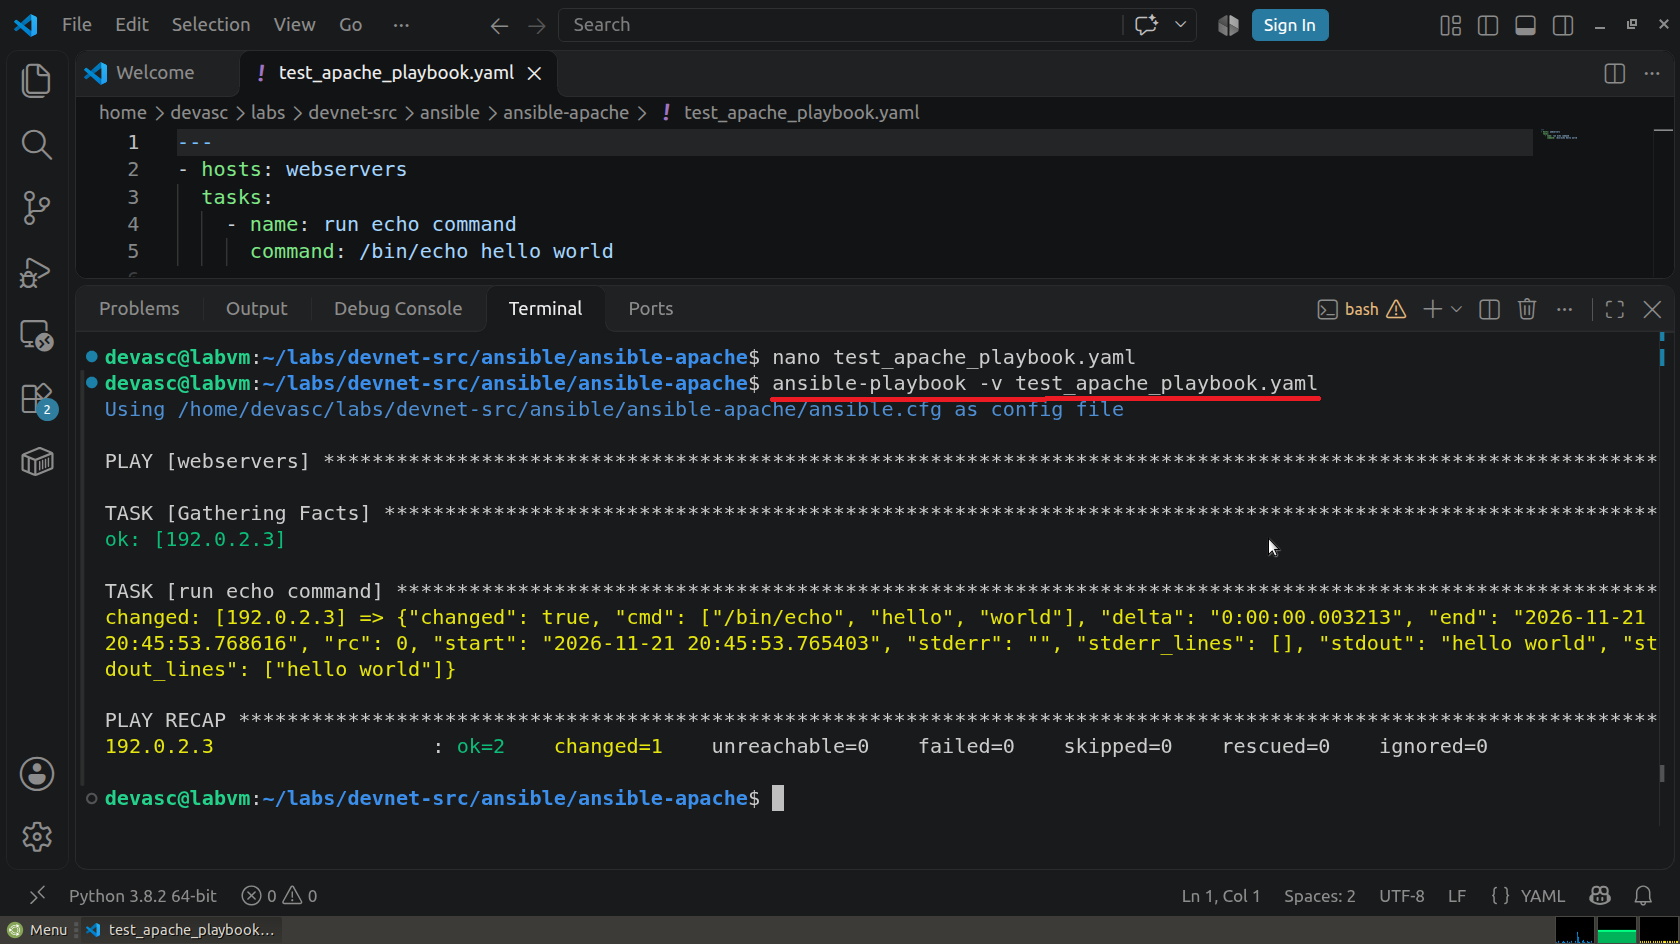 File Edit Selection View Go ··· Search Sign In
Welcome ! test_apache_playbook.yaml
home > devasc > labs > devnet-src > ansible > ansible-apache > ! test_apache_playbook.yaml
1 ---
2 - hosts: webservers
3 tasks:
4 - name: run echo command
5 command: /bin/echo hello world
6
Problems Output Debug Console Terminal Ports bash
devasc@labvm:~/labs/devnet-src/ansible/ansible-apache$ nano test_apache_playbook.yaml
devasc@labvm:~/labs/devnet-src/ansible/ansible-apache$ ansible-playbook -v test_apache_playbook.yaml
Using /home/devasc/labs/devnet-src/ansible/ansible-apache/ansible.cfg as config file
PLAY [webservers] **************************************************************************************************************
TASK [Gathering Facts] *********************************************************************************************************
ok: [192.0.2.3]
TASK [run echo command] ********************************************************************************************************
changed: [192.0.2.3] => {"changed": true, "cmd": ["/bin/echo", "hello", "world"], "delta": "0:00:00.003213", "end": "2026-11-21
20:45:53.768616", "rc": 0, "start": "2026-11-21 20:45:53.765403", "stderr": "", "stderr_lines": [], "stdout": "hello world", "st
dout_lines": ["hello world"]}
PLAY RECAP *********************************************************************************************************************
192.0.2.3 : ok=2 changed=1 unreachable=0 failed=0 skipped=0 rescued=0 ignored=0
devasc@labvm:~/labs/devnet-src/ansible/ansible-apache$
2
Python 3.8.2 64-bit 0 0 Ln 1, Col 1 Spaces: 2 UTF-8 LF {} YAML
Menu test_apache_playbook...